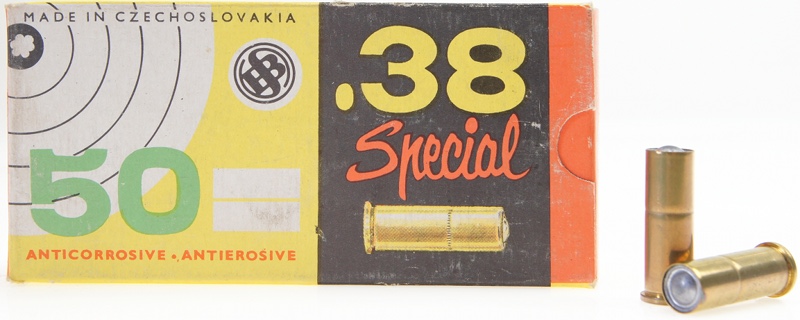 MADE IN CZECHOSLOVAKIA
.38
Special
50
ANTICORROSIVE • ANTIEROSIVE